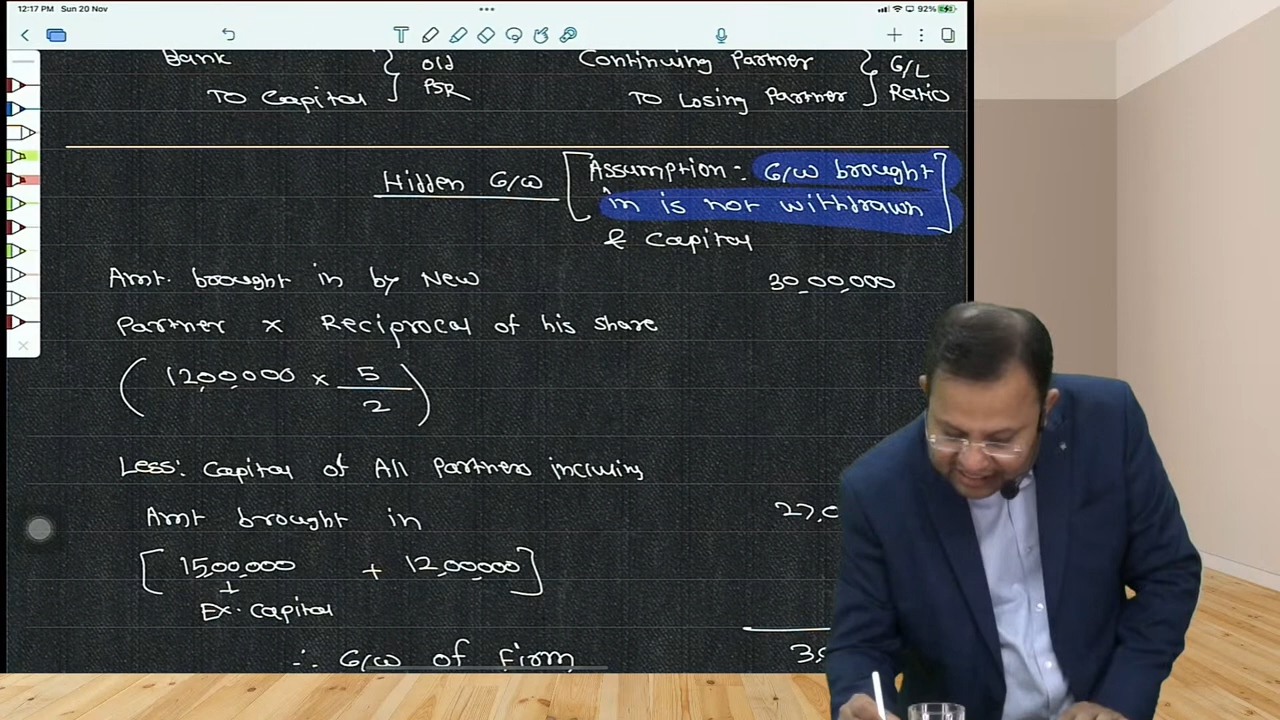 12:17 PM Sun 20 Nov
92%
Bank } Old
To Capital PSR
Continuing Partner } G/L
To Losing Partner Ratio
Hidden G/W [Assumption: G/W brought
in is not withdrawn]
& Capital
Amt. brought in by New 30,00,000
Partner x Reciprocal of his share
(12,00,000 x 5/2)
Less: Capital of All Partners including
Amt brought in 27,0
[15,00,000 + 12,00,000]
Ex. Capital
∴ G/W of Firm 3,